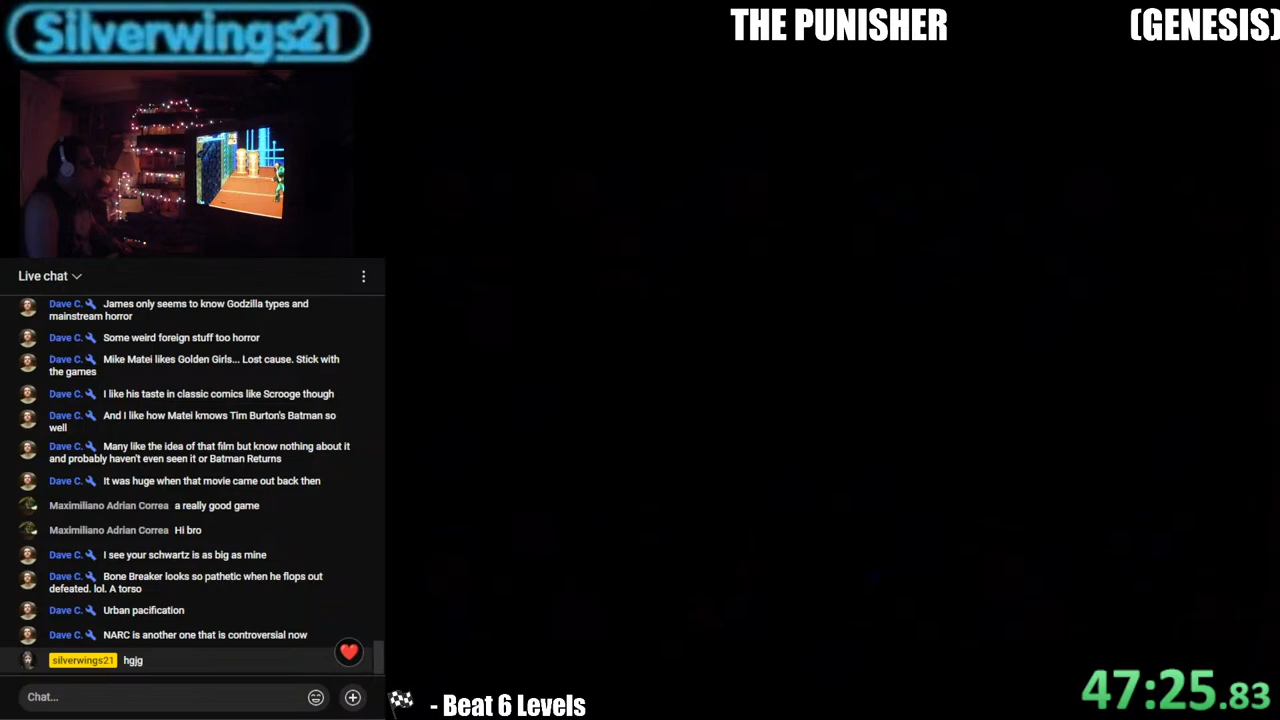 Silverwings21
THE PUNISHER
(GENESIS)
Live chat
Dave C. James only seems to know Godzilla types and
mainstream horror
Dave C. Some weird foreign stuff too horror
Dave C. Mike Matei likes Golden Girls... Lost cause. Stick with
the games
Dave C. I like his taste in classic comics like Scrooge though
Dave C. And I like how Matei kmows Tim Burton's Batman so
well
Dave C. Many like the idea of that film but know nothing about it
and probably haven't even seen it or Batman Returns
Dave C. It was huge when that movie came out back then
Maximiliano Adrian Correa a really good game
Maximiliano Adrian Correa Hi bro
Dave C. I see your schwartz is as big as mine
Dave C. Bone Breaker looks so pathetic when he flops out
defeated. lol. A torso
Dave C. Urban pacification
Dave C. NARC is another one that is controversial now
silverwings21 hgjg
Chat...
- Beat 6 Levels
47:25.83